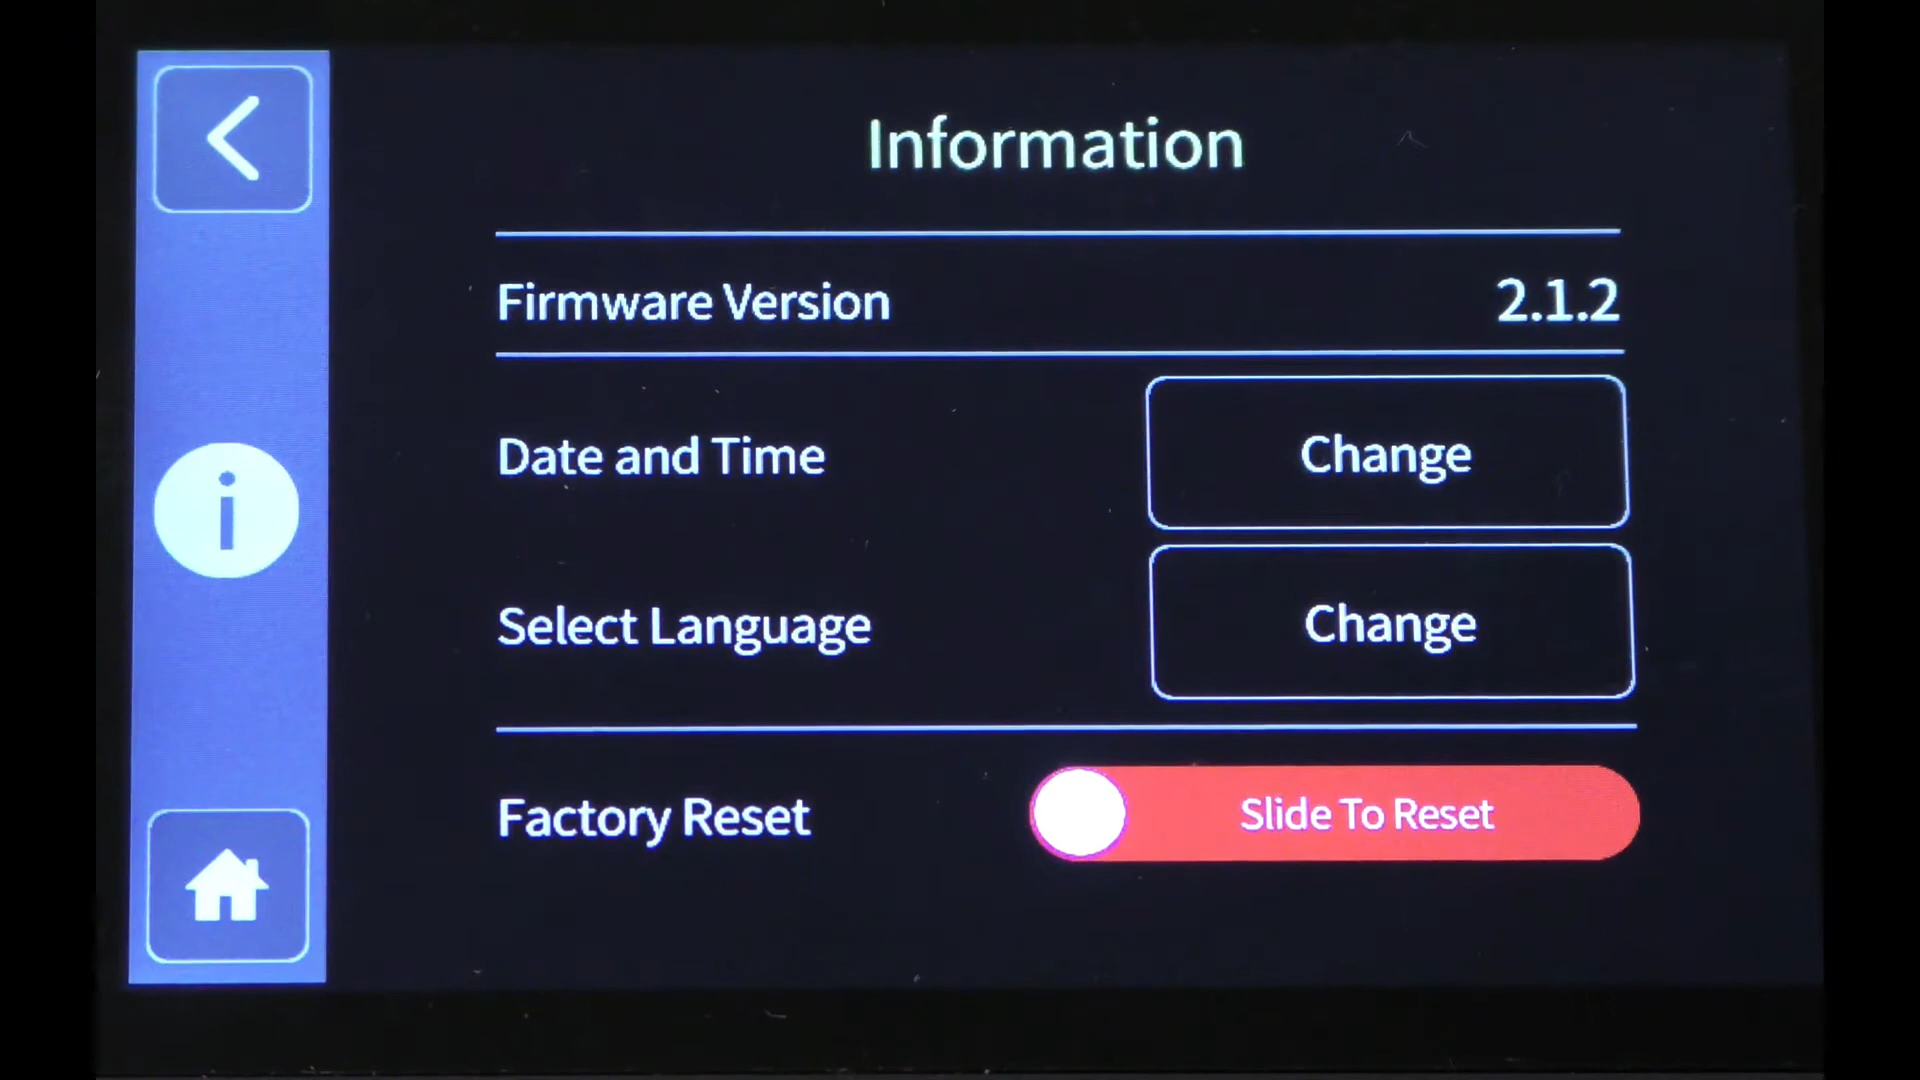 Information
Firmware Version 2.1.2
Date and Time Change
Select Language Change
Factory Reset Slide To Reset